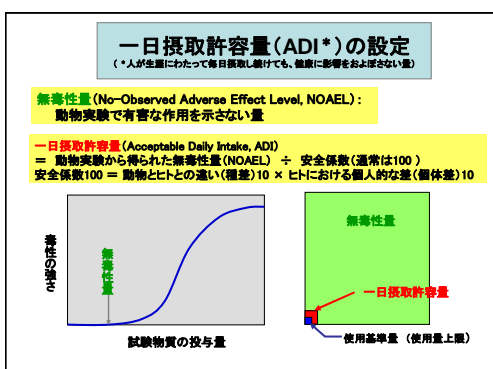 一日摂取許容量(ADI*)の設定
(*人が生涯にわたって毎日摂取し続けても、健康に影響をおよぼさない量)
無毒性量(No-Observed Adverse Effect Level, NOAEL):
動物実験で有害な作用を示さない量
一日摂取許容量(Acceptable Daily Intake, ADI)
= 動物実験から得られた無毒性量(NOAEL) ÷ 安全係数(通常は100 )
安全係数100 = 動物とヒトとの違い(種差)10 × ヒトにおける個人的な差(個体差)10
毒性の強さ
無毒性量
試験物質の投与量
無毒性量
一日摂取許容量
使用基準量 (使用量上限)